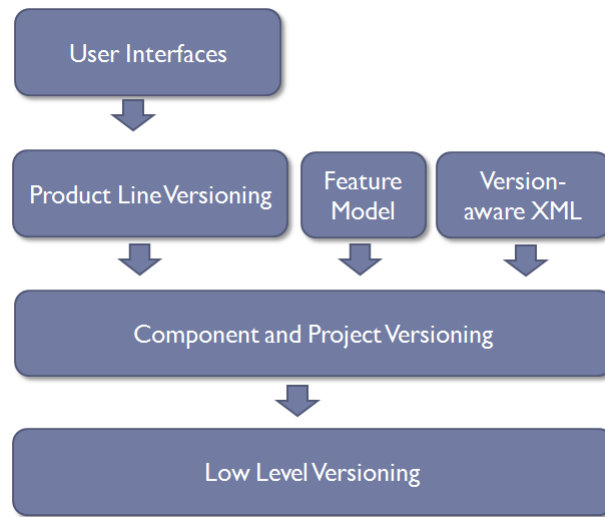 User Interfaces
Product Line Versioning
Feature
Model
Version-
aware XML
Component and Project Versioning
Low Level Versioning